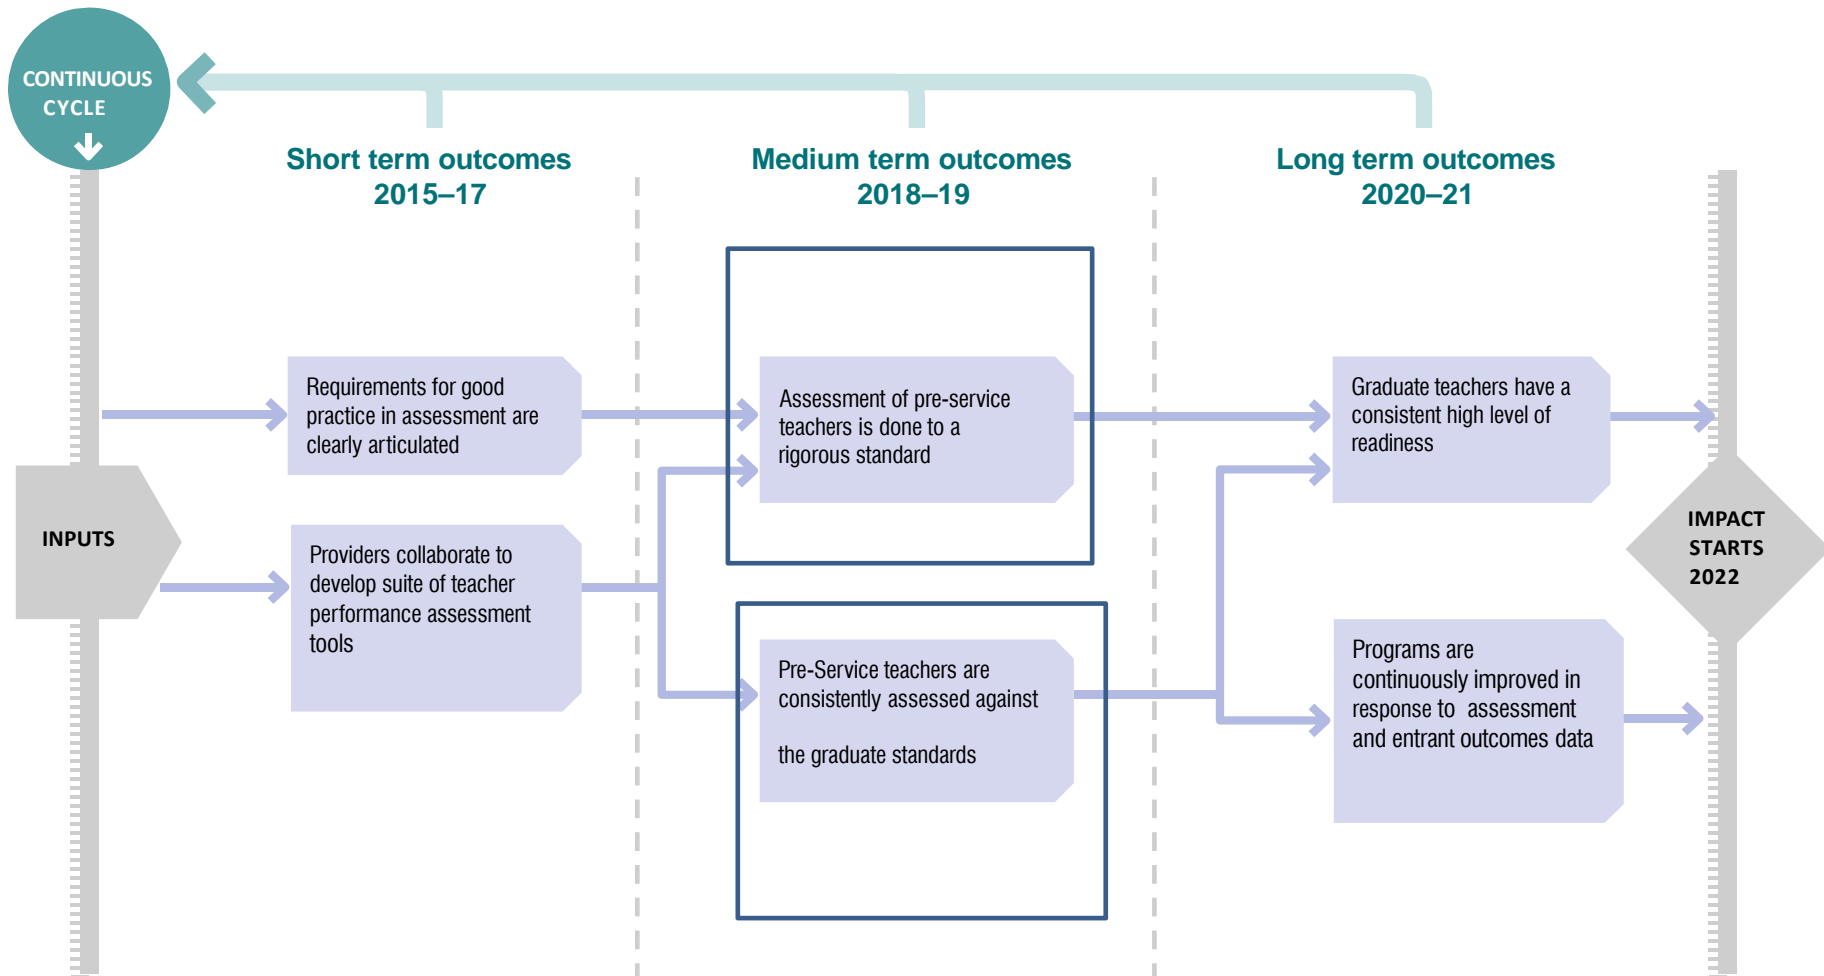 CONTINUOUS
CYCLE
Short term outcomes
2015–17
Medium term outcomes
2018–19
Long term outcomes
2020–21
Requirements for good
practice in assessment are
clearly articulated
Assessment of pre-service
teachers is done to a
rigorous standard
Graduate teachers have a
consistent high level of
readiness
INPUTS
Providers collaborate to
develop suite of teacher
performance assessment
tools
Pre-Service teachers are
consistently assessed against
the graduate standards
Programs are
continuously improved in
response to  assessment
and entrant outcomes data
IMPACT
STARTS
2022